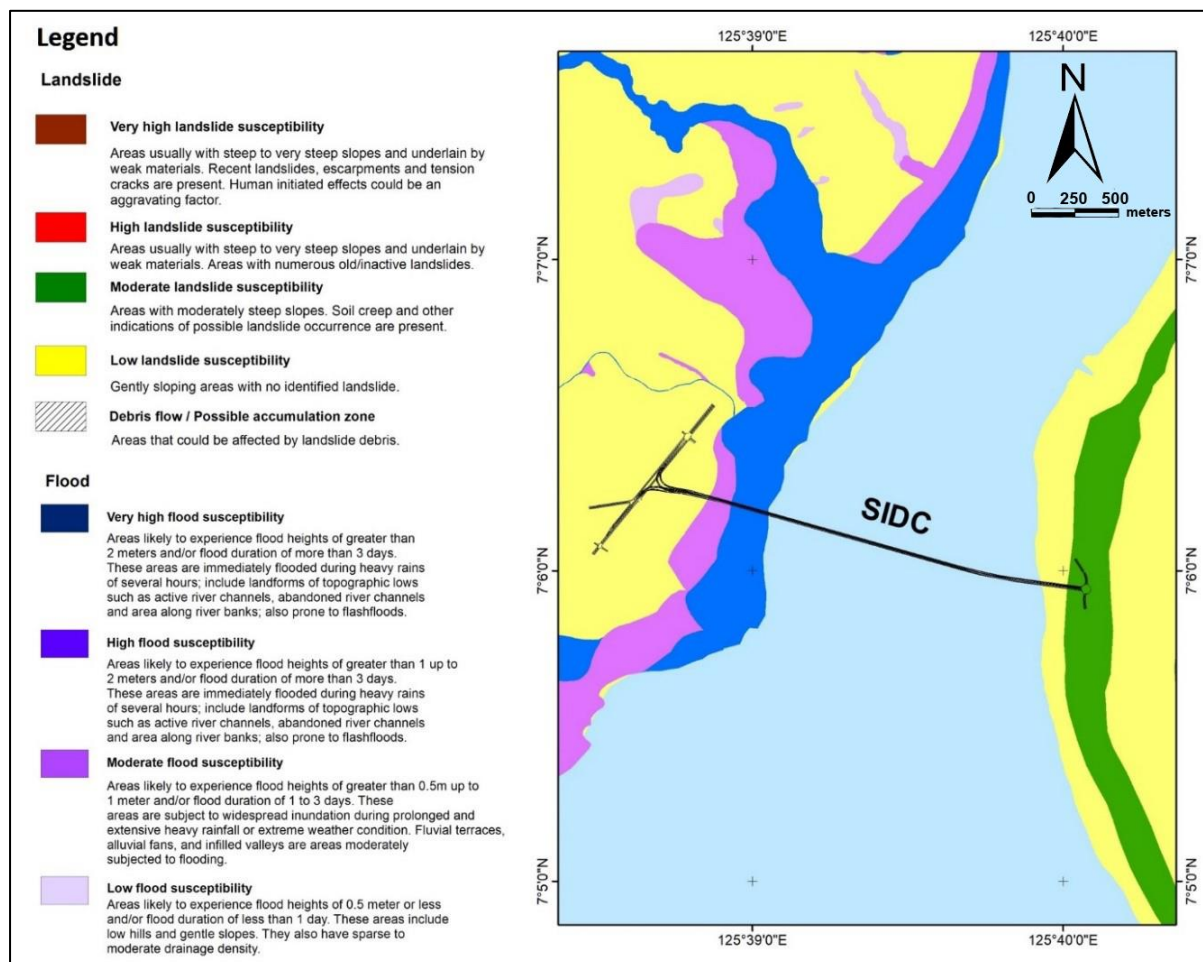 Legend
Landslide
Very high landslide susceptibility
Areas usually with steep to very steep slopes and underlain by
weak materials. Recent landslides, escarpments and tension
cracks are present. Human initiated effects could be an
aggravating factor.
High landslide susceptibility
Areas usually with steep to very steep slopes and underlain by
weak materials. Areas with numerous old/inactive landslides.
Moderate landslide susceptibility
Areas with moderately steep slopes. Soil creep and other
indications of possible landslide occurrence are present.
Low landslide susceptibility
Gently sloping areas with no identified landslide.
Debris flow / Possible accumulation zone
Areas that could be affected by landslide debris.
Flood
Very high flood susceptibility
Areas likely to experience flood heights of greater than
2 meters and/or flood duration of more than 3 days.
These areas are immediately flooded during heavy rains
of several hours; include landforms of topographic lows
such as active river channels, abandoned river channels
and area along river banks; also prone to flashfloods.
High flood susceptibility
Areas likely to experience flood heights of greater than 1 up to
2 meters and/or flood duration of more than 3 days.
These areas are immediately flooded during heavy rains
of several hours; include landforms of topographic lows
such as active river channels, abandoned river channels
and area along river banks; also prone to flashfloods.
Moderate flood susceptibility
Areas likely to experience flood heights of greater than 0.5m up to
1 meter and/or flood duration of 1 to 3 days. These
areas are subject to widespread inundation during prolonged and
extensive heavy rainfall or extreme weather condition. Fluvial terraces,
alluvial fans, and infilled valleys are areas moderately
subjected to flooding.
Low flood susceptibility
Areas likely to experience flood heights of 0.5 meter or less
and/or flood duration of less than 1 day. These areas include
low hills and gentle slopes. They also have sparse to
moderate drainage density.
125°39'0"E
125°40'0"E
N
0 250 500
meters
7°7'0"N
7°7'0"N
SIDC
7°6'0"N
7°6'0"N
7°5'0"N
7°5'0"N
125°39'0"E
125°40'0"E